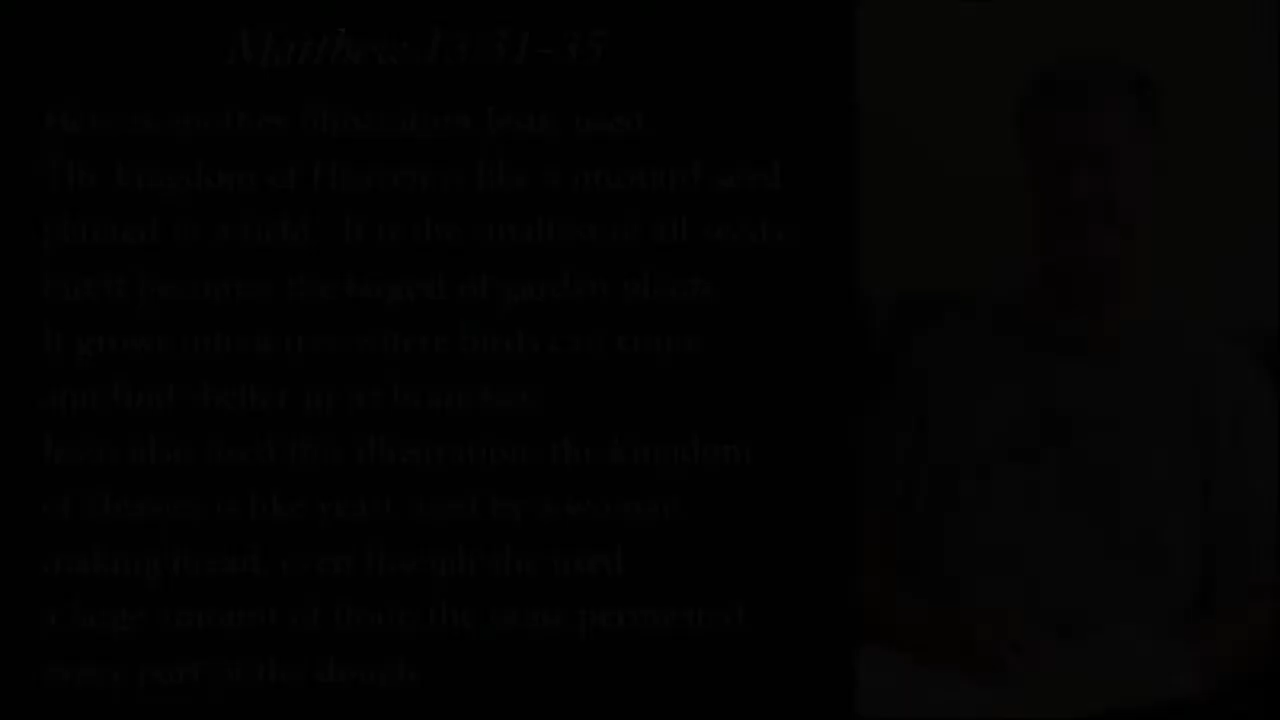 Matthew 13:31-35
Here is another illustration Jesus used:
The Kingdom of Heaven is like a mustard seed
planted in a field. It is the smallest of all seeds,
but it becomes the largest of garden plants
It grows into a tree where birds can come
and find shelter in its branches.
Jesus also used this illustration: the Kingdom
of Heaven is like yeast used by a woman
making bread. even though she used
a large amount of flour, the yeast permeated
every part of the dough